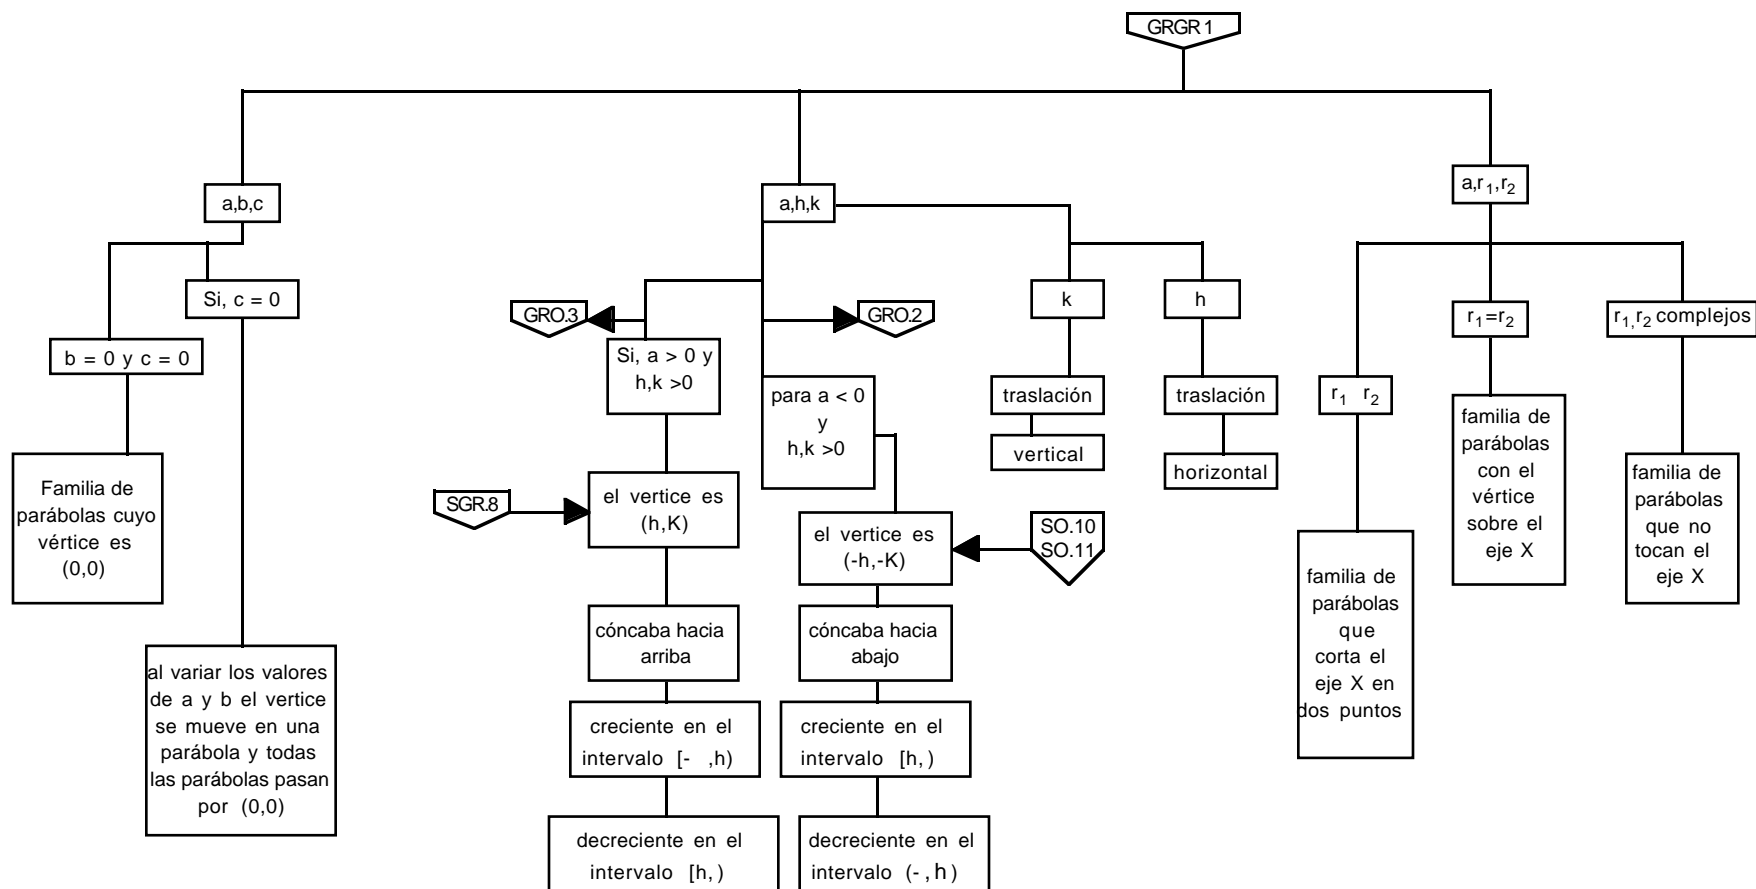 GRGR 1
a,b,c
a,h,k
a,r1,r2
Si, c = 0
b = 0 y c = 0
Familia de
parábolas cuyo
vértice es
(0,0)
al variar los valores
de a y b el vertice
se mueve en una
parábola y todas
las parábolas pasan
por (0,0)
GRO.3
GRO.2
Si, a > 0 y
h,k >0
para a < 0
y
h,k >0
SGR.8
el vertice es
(h,K)
el vertice es
(-h,-K)
SO.10
SO.11
cóncaba hacia
arriba
cóncaba hacia
abajo
creciente en el
intervalo [- ,h)
creciente en el
intervalo [h,)
decreciente en el
intervalo [h,)
decreciente en el
intervalo (- ,h)
k
h
traslación
vertical
traslación
horizontal
r1 r2
r1=r2
r1,r2 complejos
familia de
parábolas
que
corta el
eje X en
dos puntos
familia de
parábolas
con el
vértice
sobre el
eje X
familia de
parábolas
que no
tocan el
eje X